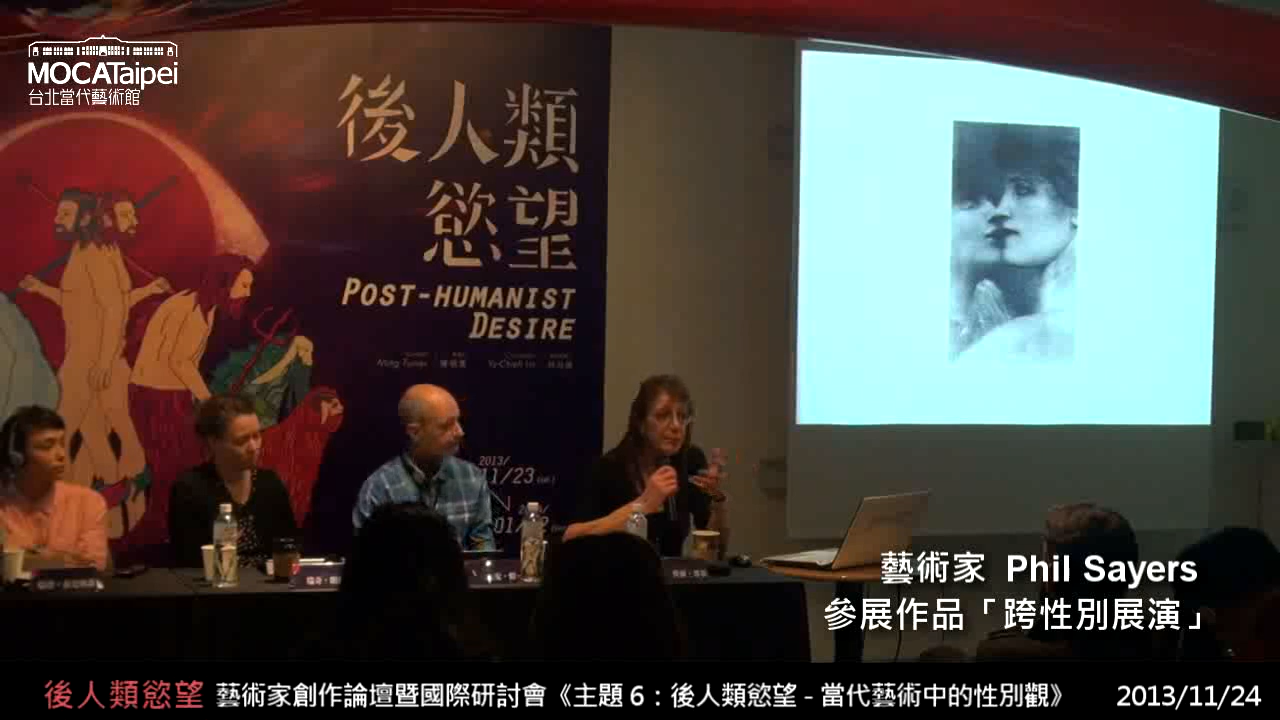 MOCATaipei
台北當代藝術館
後人類
慾望
POST-HUMANIST
DESIRE
2013/
11/23
藝術家 Phil Sayers
參展作品「跨性別展演」
後人類慾望 藝術家創作論壇暨國際研討會《主題 6：後人類慾望 - 當代藝術中的性別觀》 2013/11/24